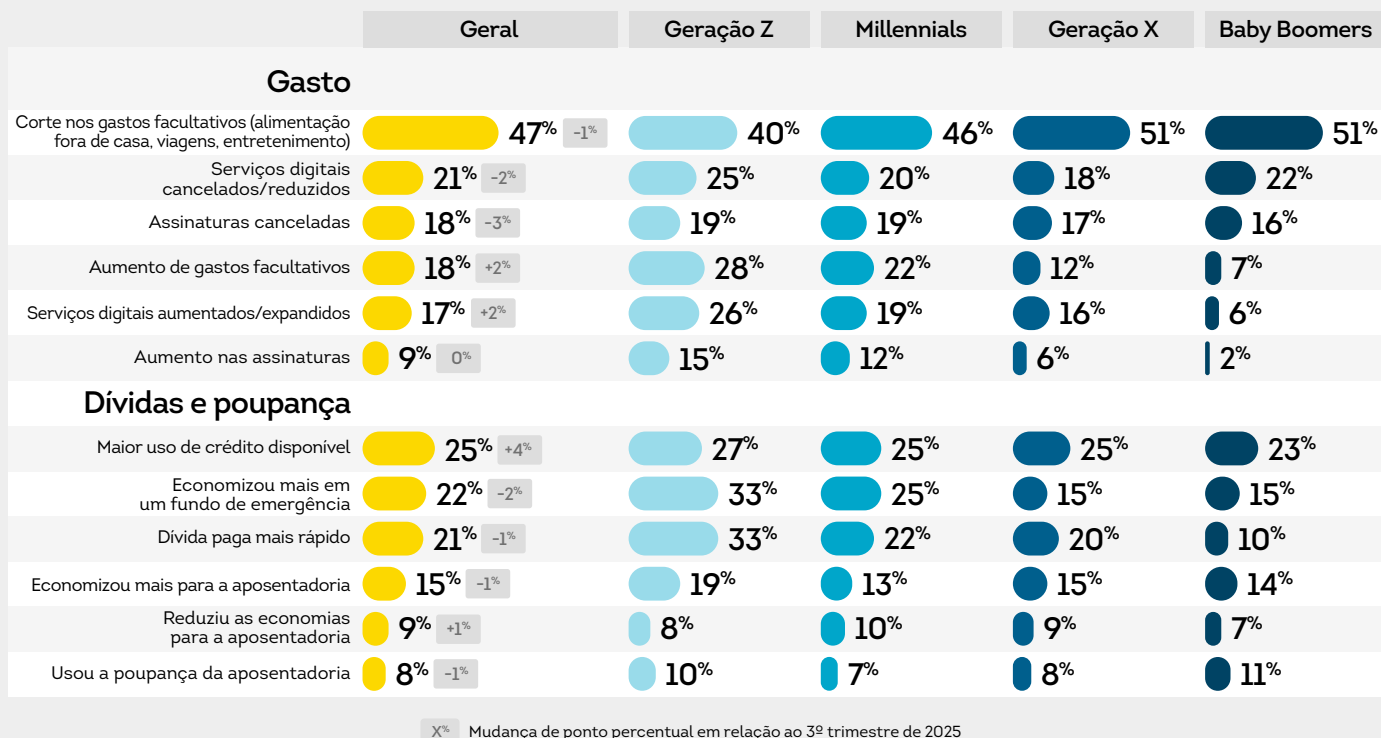 Geral Geração Z Millennials Geração X Baby Boomers
Gasto
Corte nos gastos facultativos (alimentação
fora de casa, viagens, entretenimento) 47% -1% 40% 46% 51% 51%
Serviços digitais
cancelados/reduzidos 21% -2% 25% 20% 18% 22%
Assinaturas canceladas 18% -3% 19% 19% 17% 16%
Aumento de gastos facultativos 18% +2% 28% 22% 12% 7%
Serviços digitais aumentados/expandidos 17% +2% 26% 19% 16% 6%
Aumento nas assinaturas 9% 0% 15% 12% 6% 2%
Dívidas e poupança
Maior uso de crédito disponível 25% +4% 27% 25% 25% 23%
Economizou mais em
um fundo de emergência 22% -2% 33% 25% 15% 15%
Dívida paga mais rápido 21% -1% 33% 22% 20% 10%
Economizou mais para a aposentadoria 15% -1% 19% 13% 15% 14%
Reduziu as economias
para a aposentadoria 9% +1% 8% 10% 9% 7%
Usou a poupança da aposentadoria 8% -1% 10% 7% 8% 11%
X% Mudança de ponto percentual em relação ao 3º trimestre de 2025